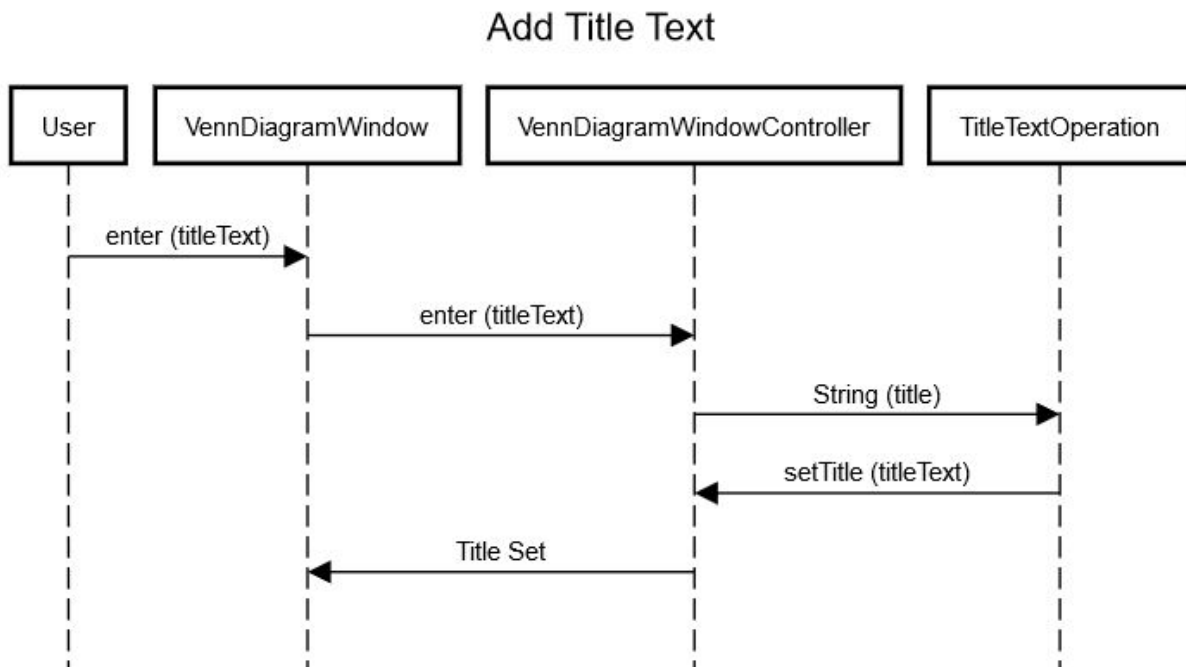 Add Title Text
User
VennDiagramWindow
VennDiagramWindowController
TitleTextOperation
enter (titleText)
enter (titleText)
String (title)
setTitle (titleText)
Title Set